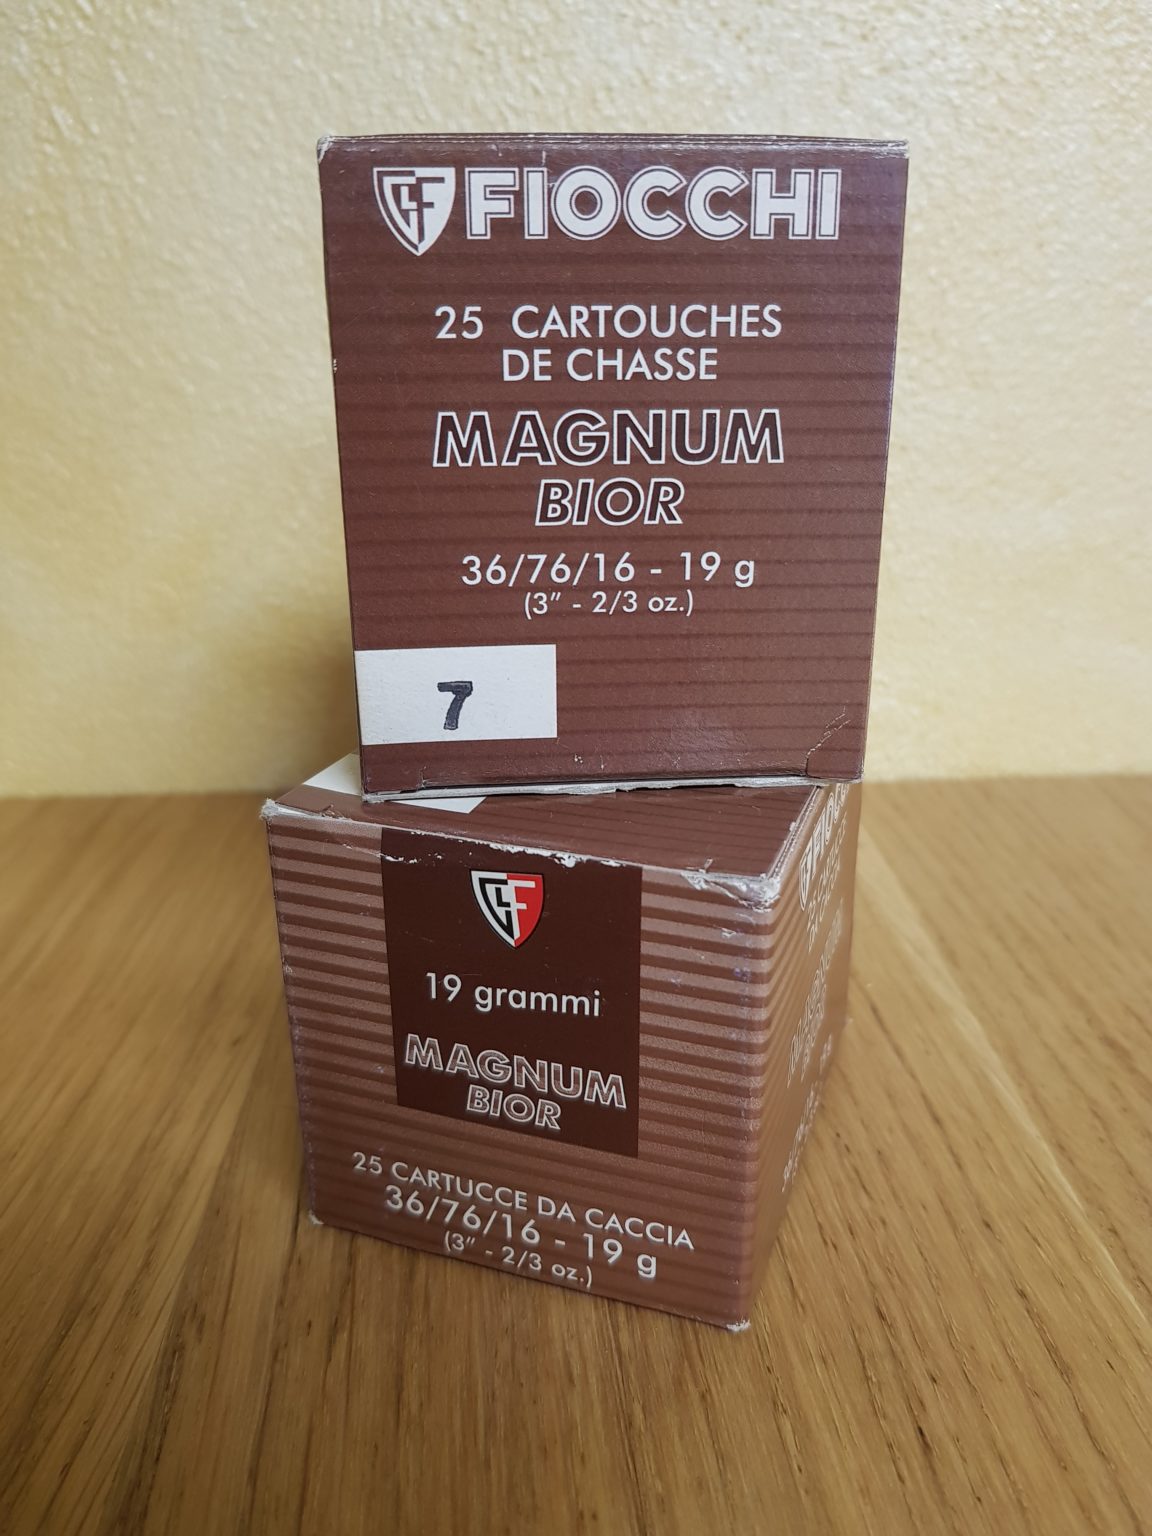 FIOCCHI
25 CARTOUCHES
DE CHASSE
MAGNUM
BIOR
36/76/16 - 19 g
(3" - 2/3 oz.)
7
19 grammi
MAGNUM
BIOR
25 CARTUCCE DA CACCIA
36/76/16 - 19 g
(3" - 2/3 oz.)